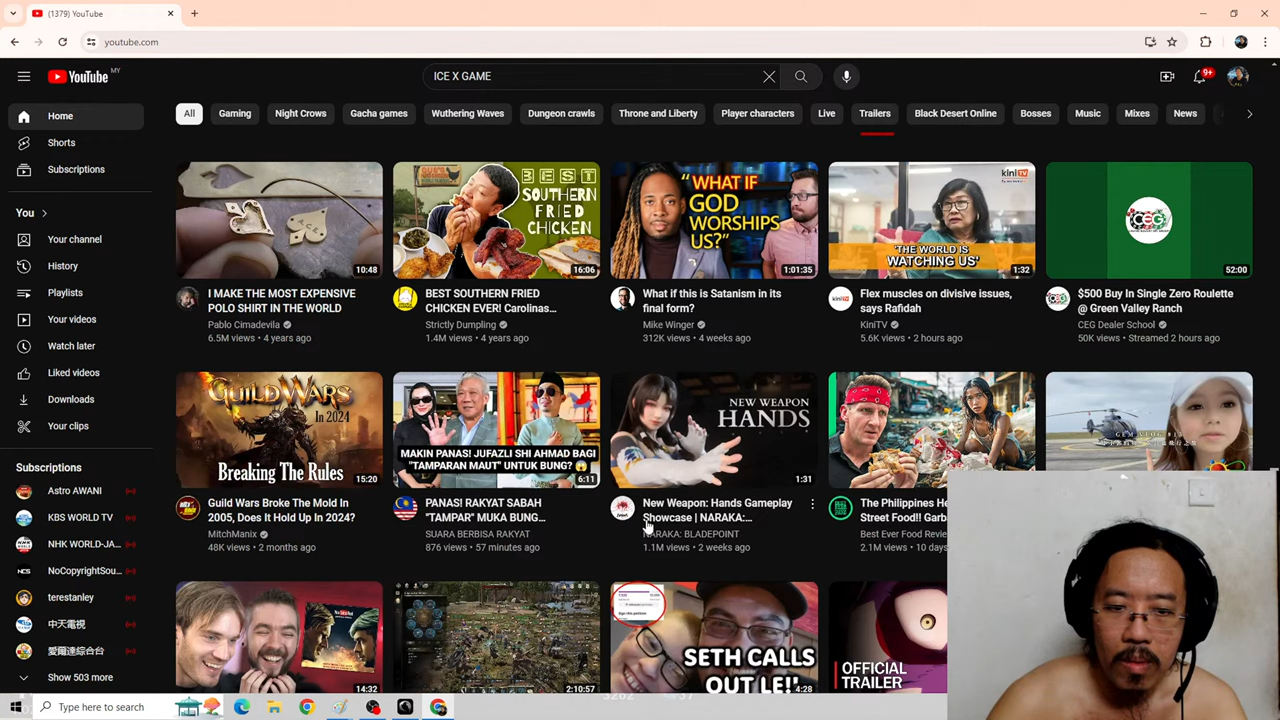 (1379) YouTube
youtube.com
YouTube MY
ICE X GAME
9+
Home
Shorts
Subscriptions
You
Your channel
History
Playlists
Your videos
Watch later
Liked videos
Downloads
Your clips
Subscriptions
Astro AWANI
KBS WORLD TV
NHK WORLD-JA...
NoCopyrightSou...
terestanley
中天電視
愛爾達綜合台
Show 503 more
All
Gaming
Night Crows
Gacha games
Wuthering Waves
Dungeon crawls
Throne and Liberty
Player characters
Live
Trailers
Black Desert Online
Bosses
Music
Mixes
News
10:48
I MAKE THE MOST EXPENSIVE
POLO SHIRT IN THE WORLD
Pablo Cimadevila
6.5M views • 4 years ago
BEST
SOUTHERN
FRIED
CHICKEN
16:06
BEST SOUTHERN FRIED
CHICKEN EVER! Carolinas...
Strictly Dumpling
1.4M views • 4 years ago
"WHAT IF
GOD
WORSHIPS
US?"
1:01:35
What if this is Satanism in its
final form?
Mike Winger
312K views • 4 weeks ago
kiniTV
'THE WORLD IS
WATCHING US'
1:32
Flex muscles on divisive issues,
says Rafidah
KiniTV
5.6K views • 2 hours ago
CEG
52:00
$500 Buy In Single Zero Roulette
@ Green Valley Ranch
CEG Dealer School
50K views • Streamed 2 hours ago
GUILD WARS
In 2024
Breaking The Rules
15:20
Guild Wars Broke The Mold In
2005, Does It Hold Up In 2024?
MitchManix
48K views • 2 months ago
MAKIN PANAS! JUFAZLI SHI AHMAD BAGI
"TAMPARAN MAUT" UNTUK BUNG?
6:11
PANAS! RAKYAT SABAH
"TAMPAR" MUKA BUNG...
SUARA BERBISA RAKYAT
876 views • 57 minutes ago
NEW WEAPON
HANDS
1:31
New Weapon: Hands Gameplay
Showcase | NARAKA:...
NARAKA: BLADEPOINT
1.1M views • 2 weeks ago
The Philippines He
Street Food!! Garb
Best Ever Food Revie
2.1M views • 10 days
14:32
2:10:57
SETH CALLS
OUT LE!'
4:28
OFFICIAL
TRAILER
Type here to search